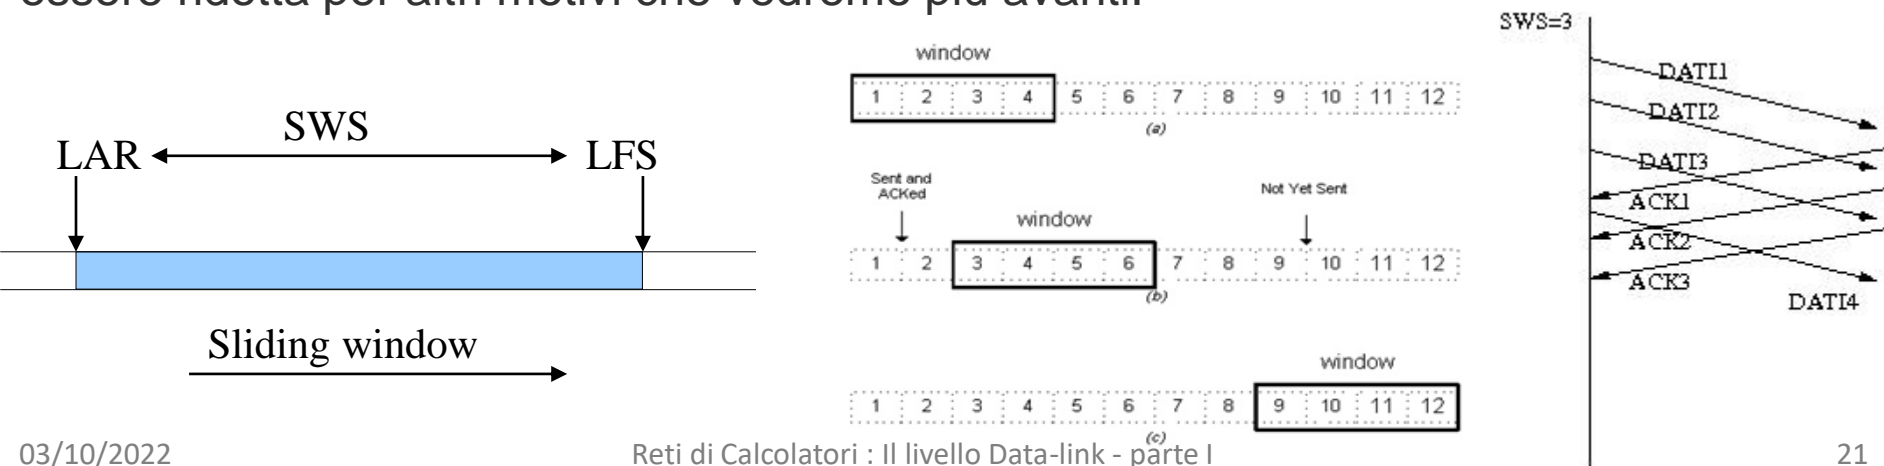 essere ridotta per altri motivi che vedremo più avanti.
SWS
LAR
LFS
Sliding window
window
1 2 3 4 5 6 7 8 9 10 11 12
(a)
Sent and
ACKed
window
Not Yet Sent
1 2 3 4 5 6 7 8 9 10 11 12
(b)
window
1 2 3 4 5 6 7 8 9 10 11 12
(c)
SWS=3
DATI1
DATI2
DATI3
ACK1
ACK2
ACK3
DATI4
03/10/2022
Reti di Calcolatori : Il livello Data-link - parte I
21